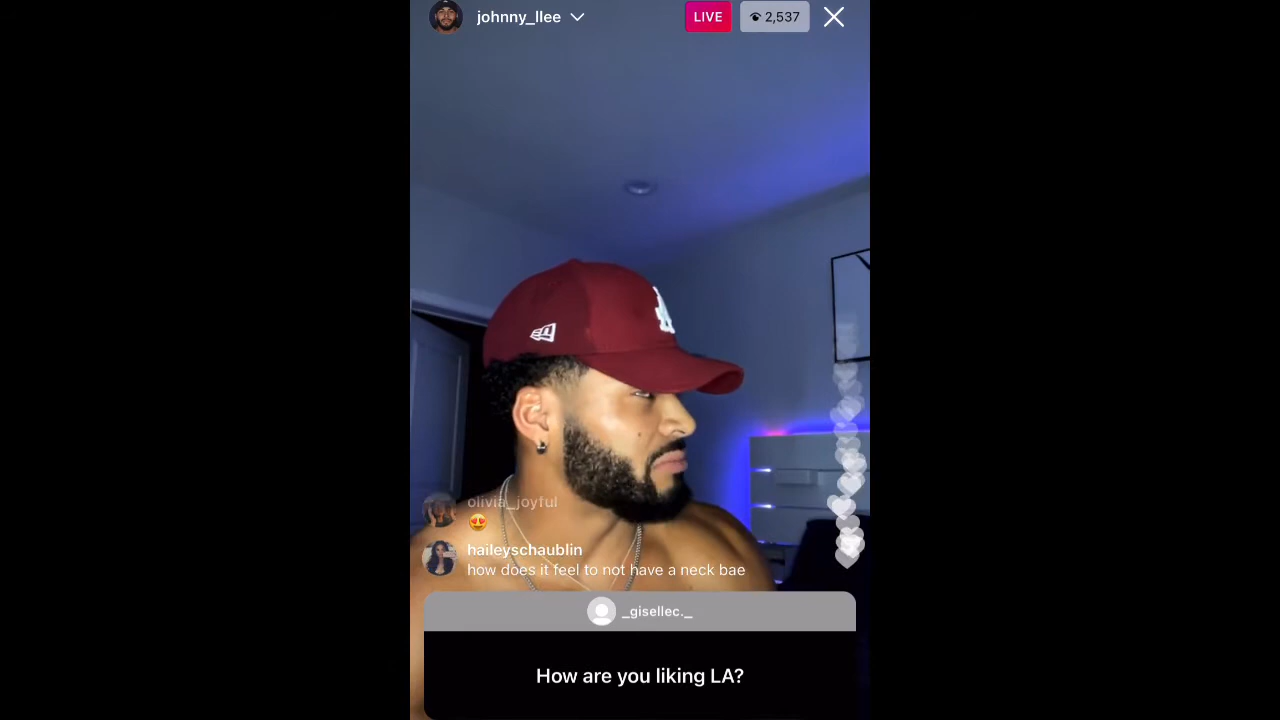 johnny_llee
LIVE
2,537
olivia_joyful
😍
haileyschaublin
how does it feel to not have a neck bae
_gisellec._
How are you liking LA?